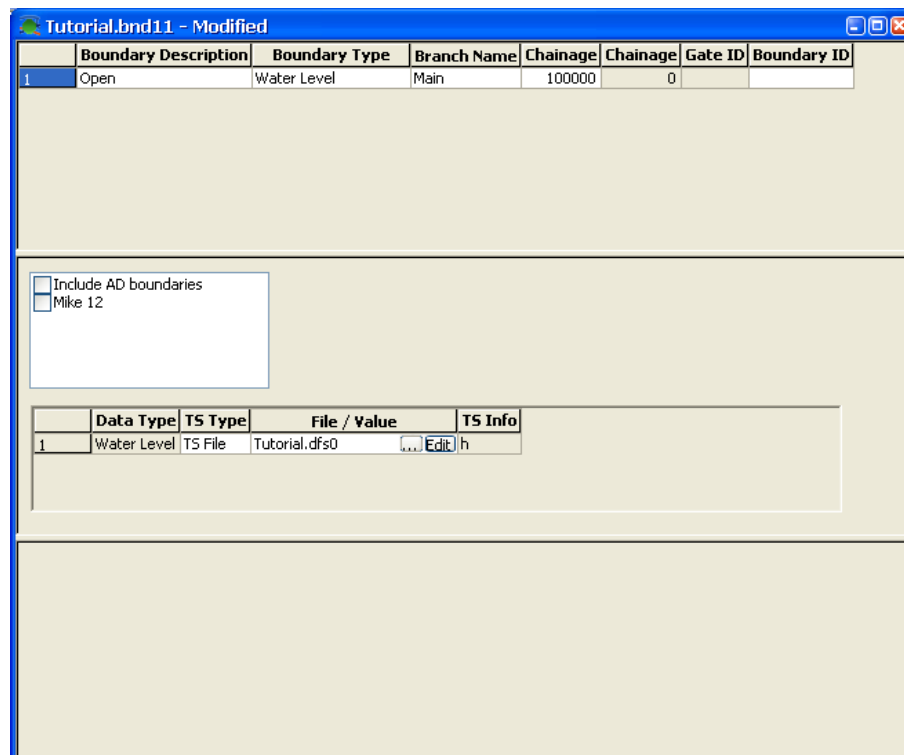 Tutorial.bnd11 - Modified
Boundary Description Boundary Type Branch Name Chainage Chainage Gate ID Boundary ID
1 Open Water Level Main 100000 0
Include AD boundaries
Mike 12
Data Type TS Type File / Value TS Info
1 Water Level TS File Tutorial.dfs0 ... Edit h